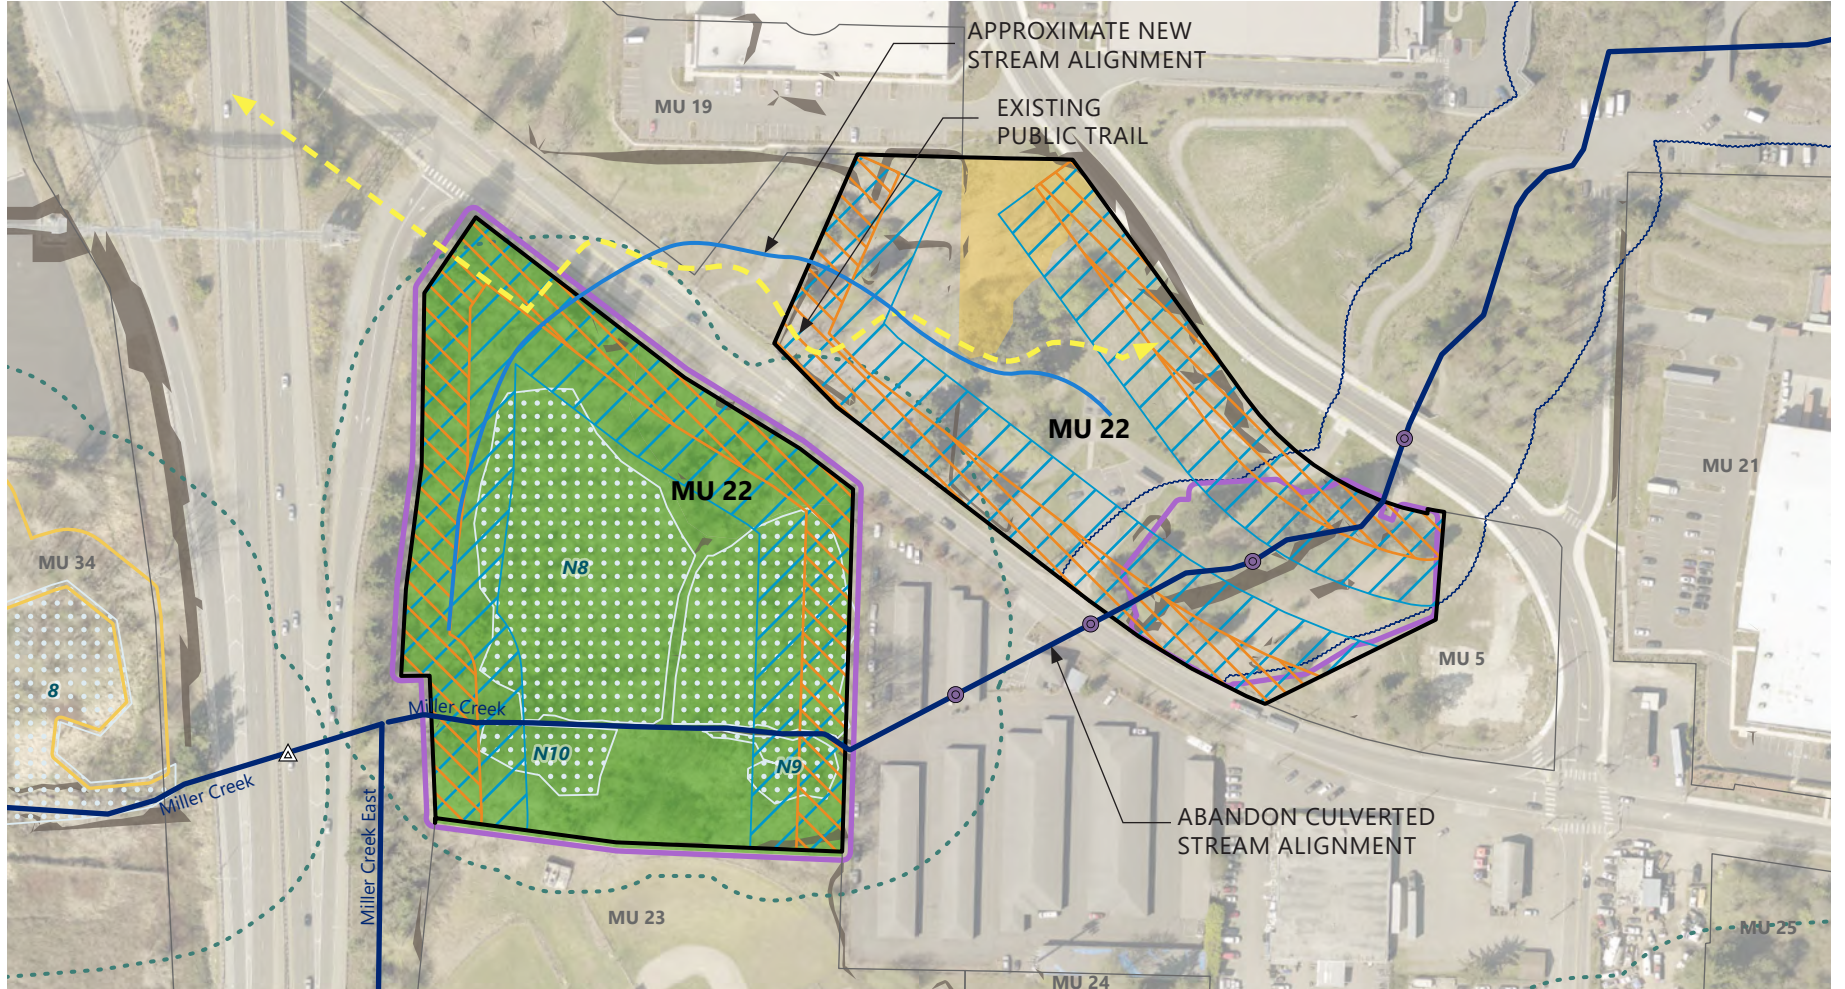 APPROXIMATE NEW
STREAM ALIGNMENT
MU 19
EXISTING
PUBLIC TRAIL
MU 22
MU 21
MU 22
N8
MU 34
MU 5
8
Miller Creek
N10
N9
Miller Creek
Miller Creek East
ABANDON CULVERTED
STREAM ALIGNMENT
MU 23
MU 25
MU 24